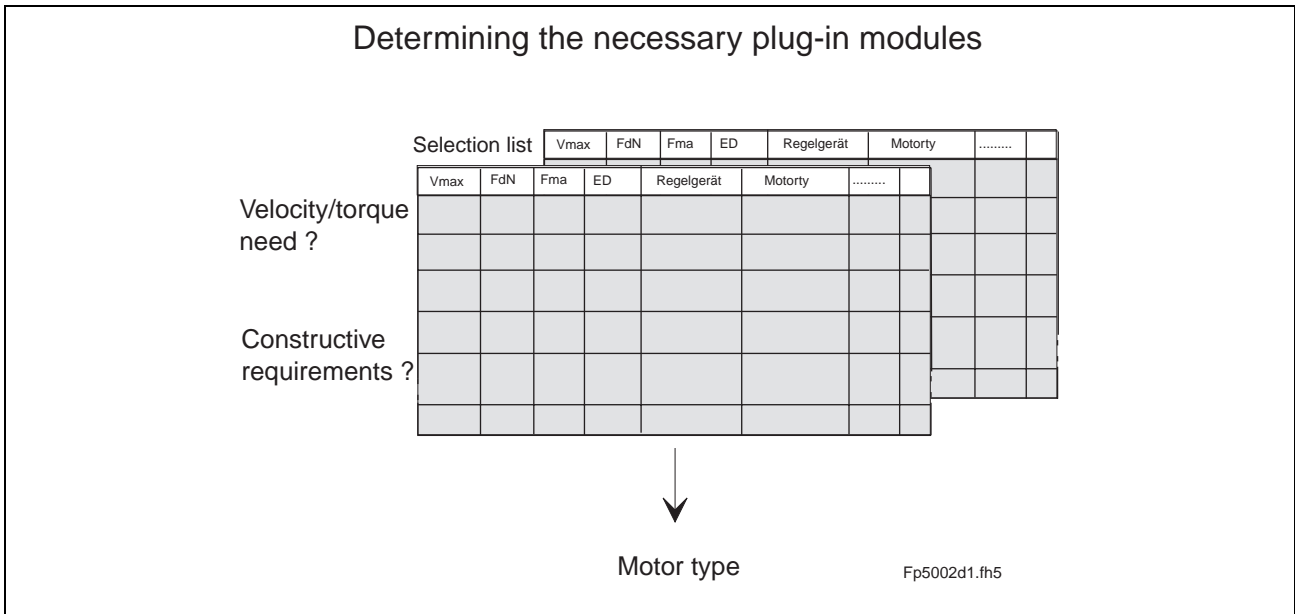 Determining the necessary plug-in modules
Selection list
Vmax FdN Fma ED Regelgerät Motorty .........
Vmax FdN Fma ED Regelgerät Motorty .........
Velocity/torque
need ?
Constructive
requirements ?
Motor type
Fp5002d1.fh5